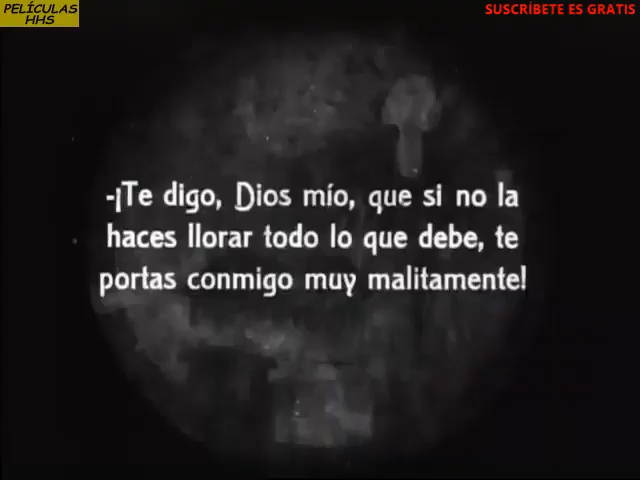 PELÍCULAS
HHS
SUSCRÍBETE ES GRATIS
-¡Te digo, Dios mío, que si no la
haces llorar todo lo que debe, te
portas conmigo muy malitamente!